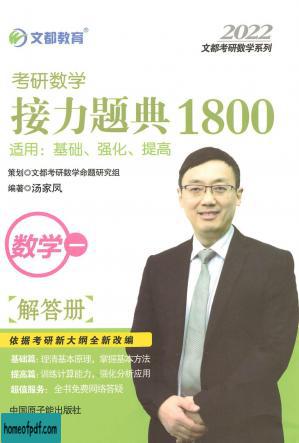 文都教育
2022
文都考研数学系列
考研数学
接力题典1800
适用：基础、强化、提高
策划○文都考研数学命题研究组
编著○汤家凤
数学一
解答册
依据考研新大纲全新改编
基础篇：理清基本原理，掌握基本方法
提高篇：训练计算能力，强化分析应用
超值服务：全书免费网络答疑
中国原子能出版社
homeofpdf.com